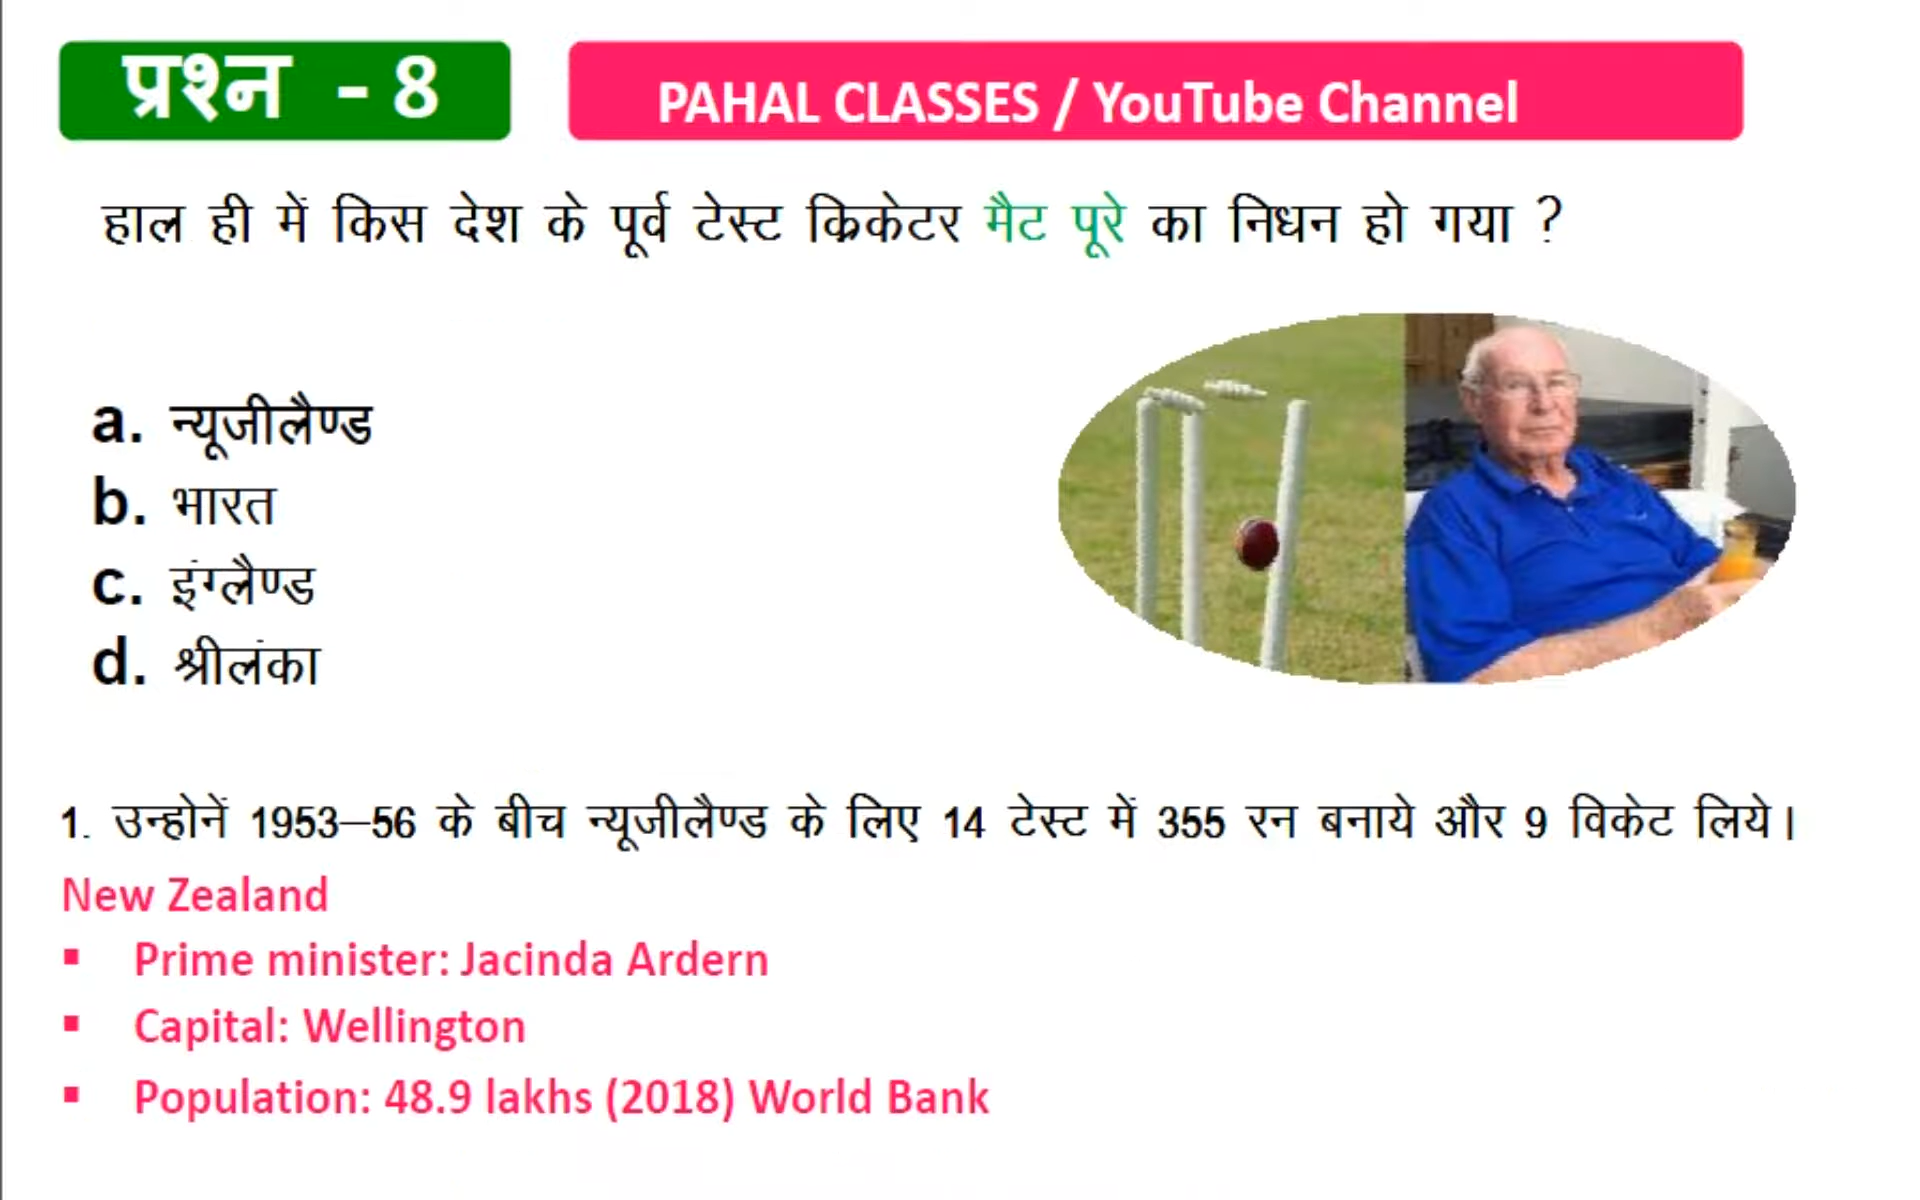 प्रश्न - 8
PAHAL CLASSES / YouTube Channel
हाल ही में किस देश के पूर्व टेस्ट क्रिकेटर मैट पूरे का निधन हो गया ?
a. न्यूजीलैण्ड
b. भारत
c. इंग्लैण्ड
d. श्रीलंका
1. उन्होनें 1953–56 के बीच न्यूजीलैण्ड के लिए 14 टेस्ट में 355 रन बनाये और 9 विकेट लिये।
New Zealand
▪ Prime minister: Jacinda Ardern
▪ Capital: Wellington
▪ Population: 48.9 lakhs (2018) World Bank